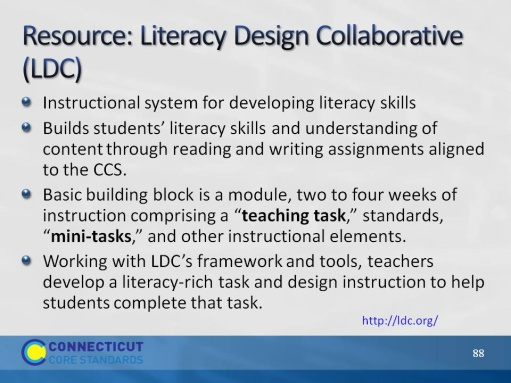 Resource: Literacy Design Collaborative
(LDC)
Instructional system for developing literacy skills
Builds students’ literacy skills and understanding of
content through reading and writing assignments aligned
to the CCS.
Basic building block is a module, two to four weeks of
instruction comprising a “teaching task,” standards,
“mini-tasks,” and other instructional elements.
Working with LDC’s framework and tools, teachers
develop a literacy-rich task and design instruction to help
students complete that task.
http://ldc.org/
CONNECTICUT
CORE STANDARDS
88